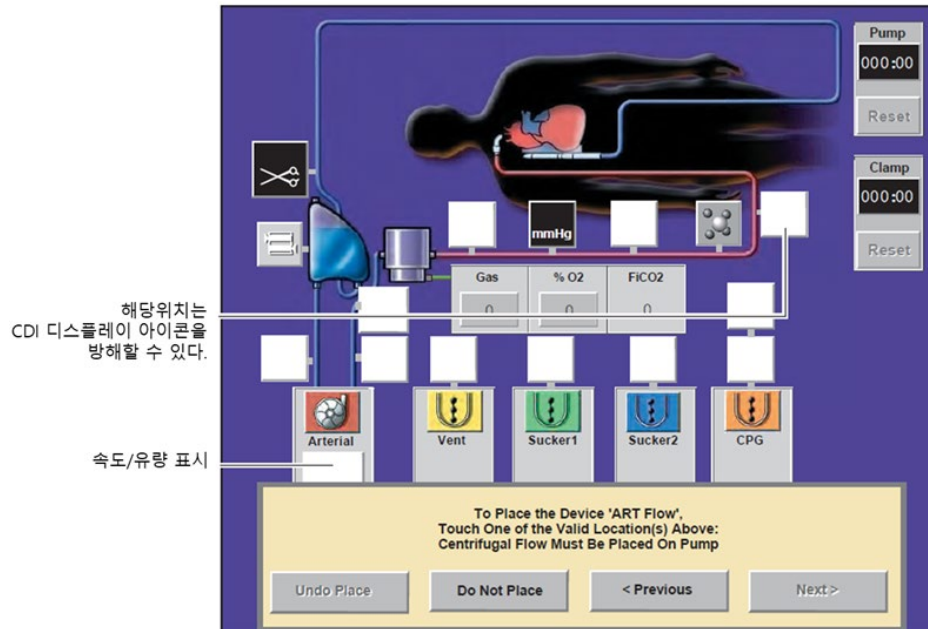 Pump
000:00
Reset
Clamp
000:00
Reset
mmHg
Gas
% O2
FiCO2
0
0
0
해당위치는
CDI 디스플레이 아이콘을
방해할 수 있다.
Arterial
Vent
Sucker1
Sucker2
CPG
속도/유량 표시
To Place the Device 'ART Flow',
Touch One of the Valid Location(s) Above:
Centrifugal Flow Must Be Placed On Pump
Undo Place
Do Not Place
< Previous
Next >